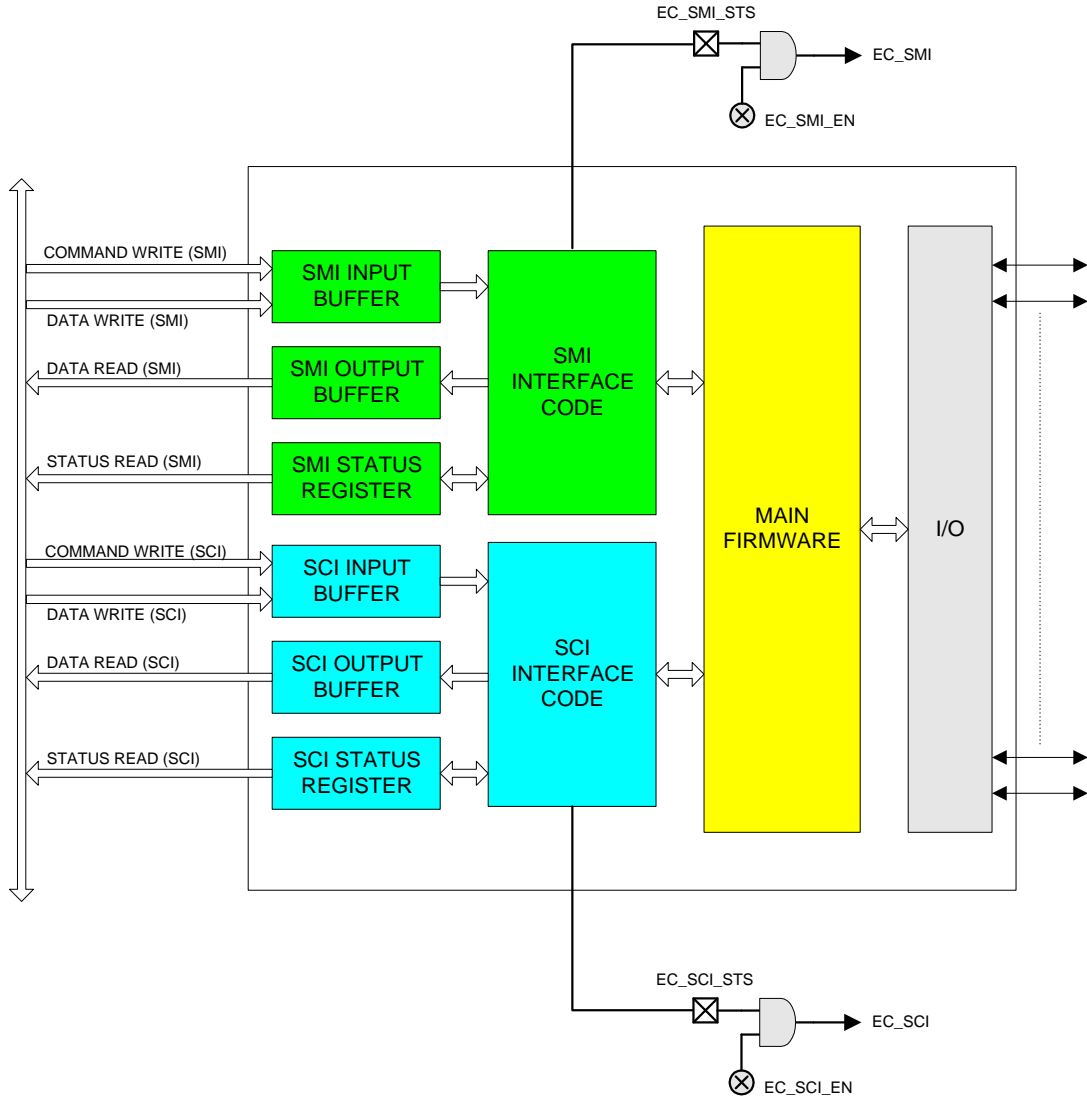 EC_SMI_STS
EC_SMI
EC_SMI_EN
COMMAND WRITE (SMI)
SMI INPUT
BUFFER
DATA WRITE (SMI)
DATA READ (SMI)
SMI OUTPUT
BUFFER
SMI
INTERFACE
CODE
STATUS READ (SMI)
SMI STATUS
REGISTER
MAIN
FIRMWARE
I/O
COMMAND WRITE (SCI)
SCI INPUT
BUFFER
DATA WRITE (SCI)
DATA READ (SCI)
SCI OUTPUT
BUFFER
SCI
INTERFACE
CODE
STATUS READ (SCI)
SCI STATUS
REGISTER
EC_SCI_STS
EC_SCI
EC_SCI_EN